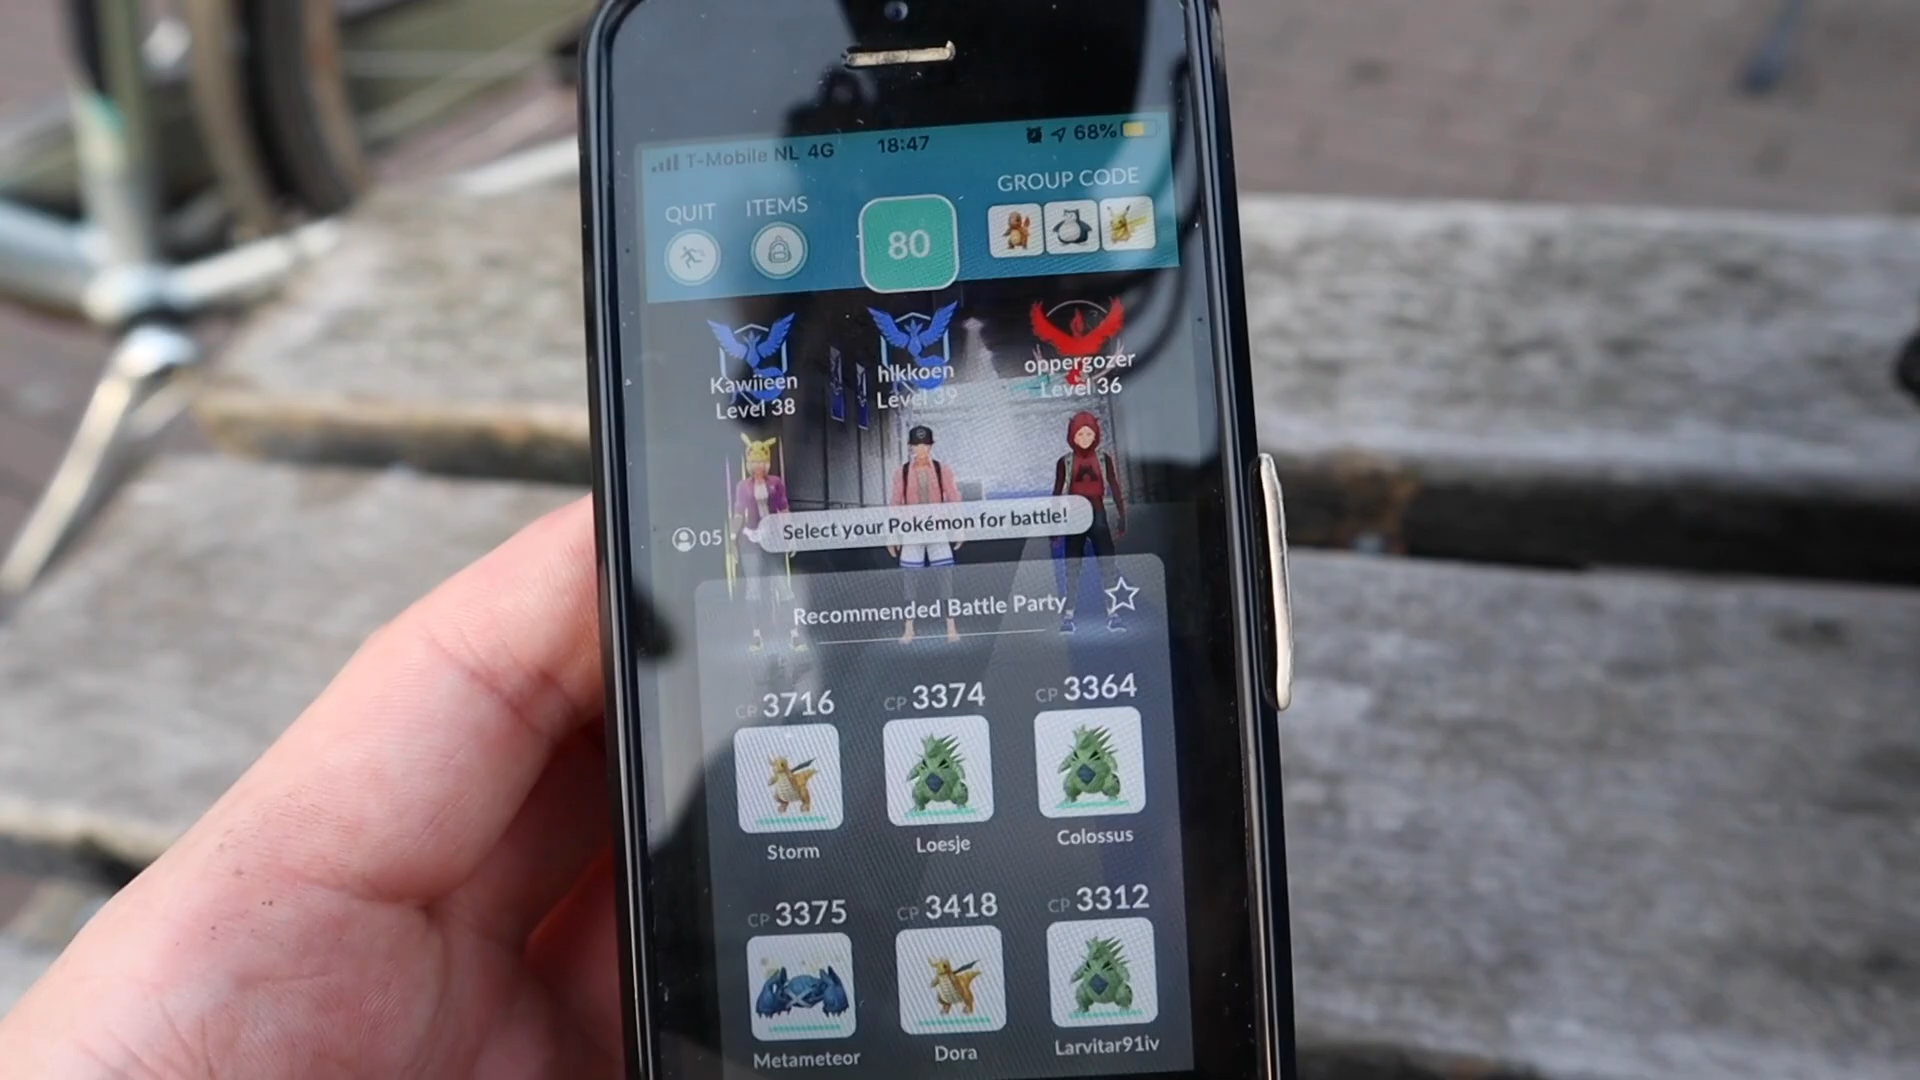 T-Mobile NL 4G 18:47 68%
QUIT ITEMS 80 GROUP CODE
Kawiieen
Level 38
hlkkoen
Level 39
oppergozer
Level 36
05
Select your Pokémon for battle!
Recommended Battle Party
CP 3716 CP 3374 CP 3364
Storm Loesje Colossus
CP 3375 CP 3418 CP 3312
Metameteor Dora Larvitar91iv